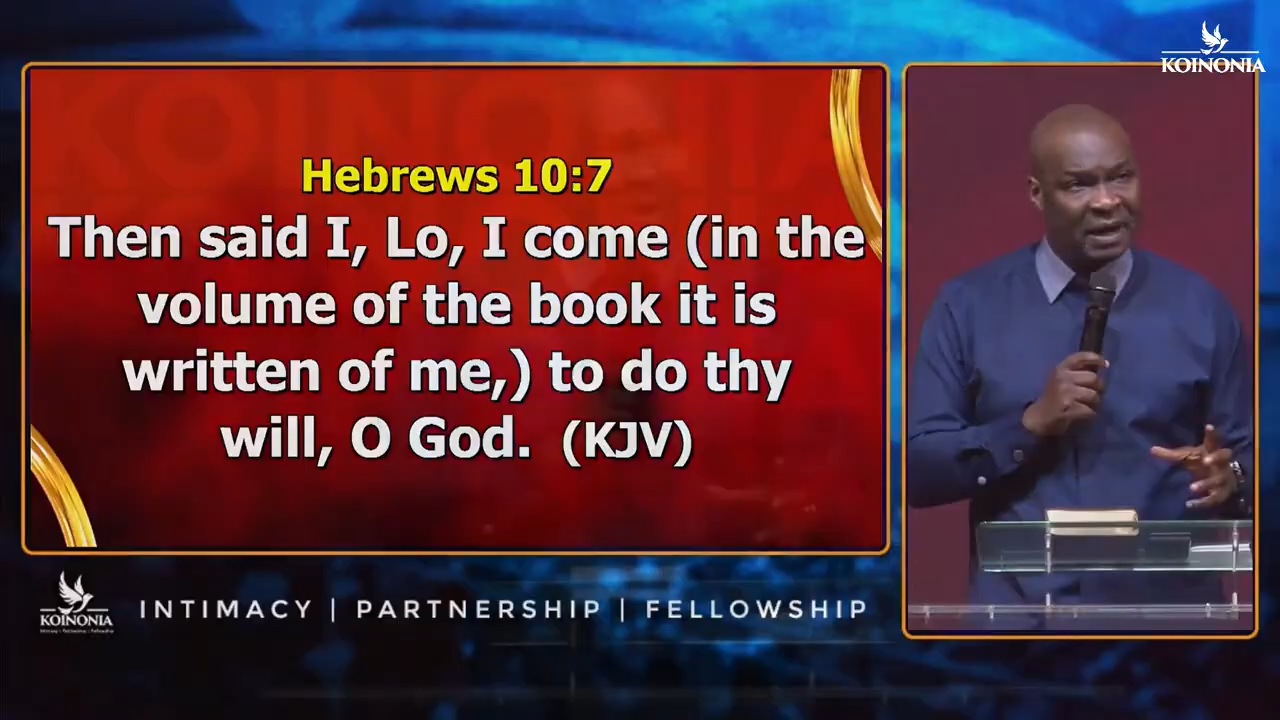 KOINONIA
Hebrews 10:7
Then said I, Lo, I come (in the
volume of the book it is
written of me,) to do thy
will, O God. (KJV)
KOINONIA
INTIMACY | PARTNERSHIP | FELLOWSHIP